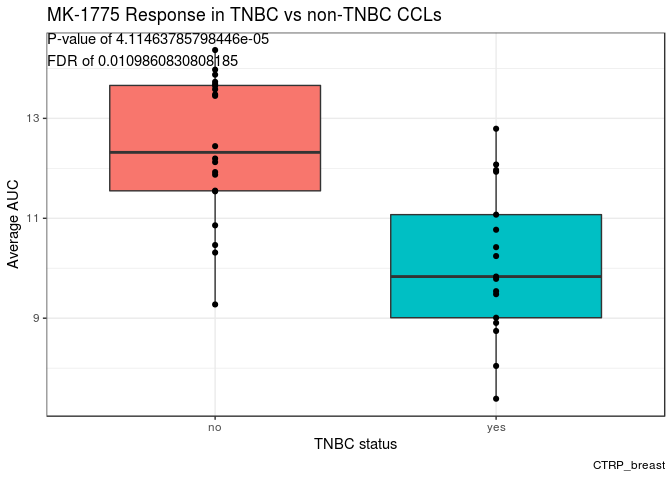 MK-1775 Response in TNBC vs non-TNBC CCLs
P-value of 4.11463785798446e-05
FDR of 0.0109860830808185
13
11
9
Average AUC
no
yes
TNBC status
CTRP_breast